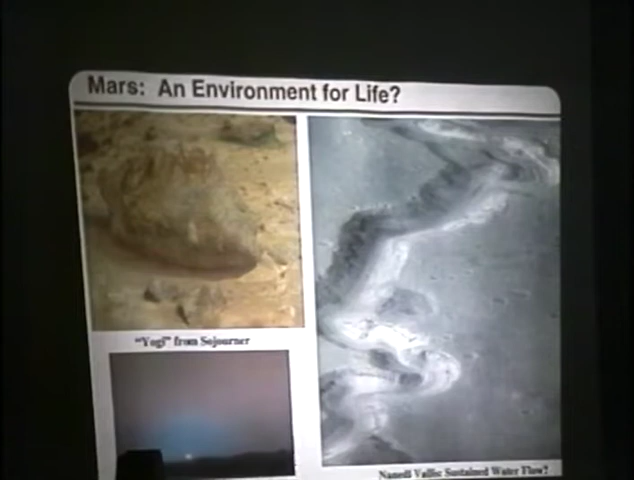 Mars: An Environment for Life?
"Yogi" from Sojourner
Nanedi Vallis: Sustained Water Flow?